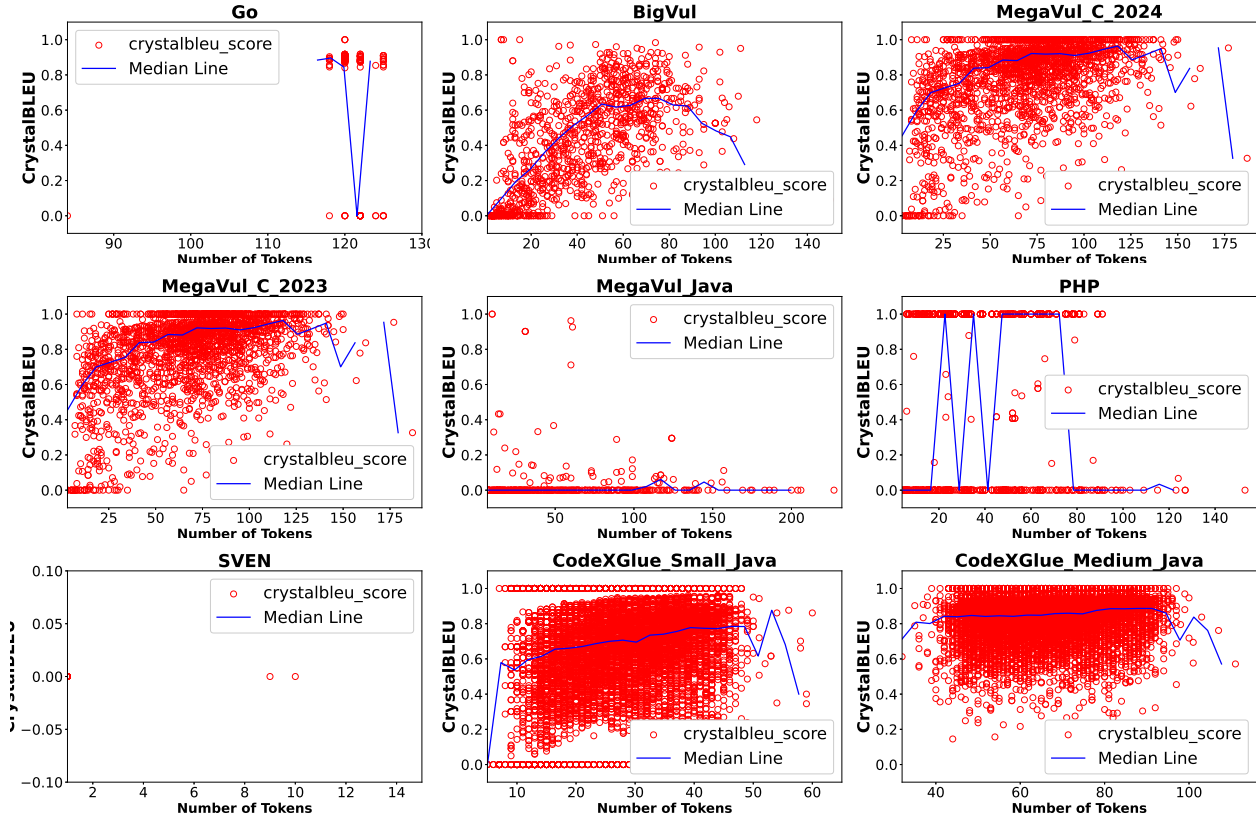 Go
1.0
0.8
0.6
0.4
0.2
0.0
CrystalBLEU
crystalbleu_score
Median Line
90 100 110 120 130
Number of Tokens
BigVul
1.0
0.8
0.6
0.4
0.2
0.0
CrystalBLEU
crystalbleu_score
Median Line
20 40 60 80 100 120 140
Number of Tokens
MegaVul_C_2024
1.0
0.8
0.6
0.4
0.2
0.0
CrystalBLEU
crystalbleu_score
Median Line
25 50 75 100 125 150 175
Number of Tokens
MegaVul_C_2023
1.0
0.8
0.6
0.4
0.2
0.0
CrystalBLEU
crystalbleu_score
Median Line
25 50 75 100 125 150 175
Number of Tokens
MegaVul_Java
1.0
0.8
0.6
0.4
0.2
0.0
CrystalBLEU
crystalbleu_score
Median Line
50 100 150 200
Number of Tokens
PHP
1.0
0.8
0.6
0.4
0.2
0.0
CrystalBLEU
crystalbleu_score
Median Line
20 40 60 80 100 120 140
Number of Tokens
SVEN
0.10
0.05
0.00
−0.05
−0.10
CrystalBLEU
crystalbleu_score
Median Line
2 4 6 8 10 12 14
Number of Tokens
CodeXGlue_Small_Java
1.0
0.8
0.6
0.4
0.2
0.0
CrystalBLEU
crystalbleu_score
Median Line
10 20 30 40 50 60
Number of Tokens
CodeXGlue_Medium_Java
1.0
0.8
0.6
0.4
0.2
0.0
CrystalBLEU
crystalbleu_score
Median Line
40 60 80 100
Number of Tokens